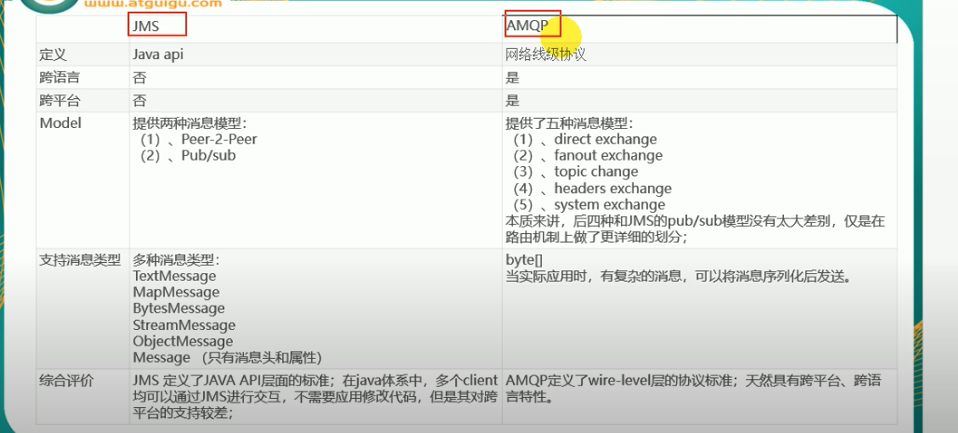 www.atguigu.com
JMS AMQP
定义 Java api 网络线级协议
跨语言 否 是
跨平台 否 是
Model 提供两种消息模型: 提供了五种消息模型:
(1)、Peer-2-Peer (1)、direct exchange
(2)、Pub/sub (2)、fanout exchange
(3)、topic change
(4)、headers exchange
(5)、system exchange
本质来讲，后四种和JMS的pub/sub模型没有太大差别，仅是在
路由机制上做了更详细的划分；
支持消息类型 多种消息类型: byte[]
TextMessage 当实际应用时，有复杂的消息，可以将消息序列化后发送。
MapMessage
BytesMessage
StreamMessage
ObjectMessage
Message （只有消息头和属性）
综合评价 JMS 定义了JAVA API层面的标准；在java体系中，多个client AMQP定义了wire-level层的协议标准；天然具有跨平台、跨语
均可以通过JMS进行交互，不需要应用修改代码，但是其对跨 言特性。
平台的支持较差；